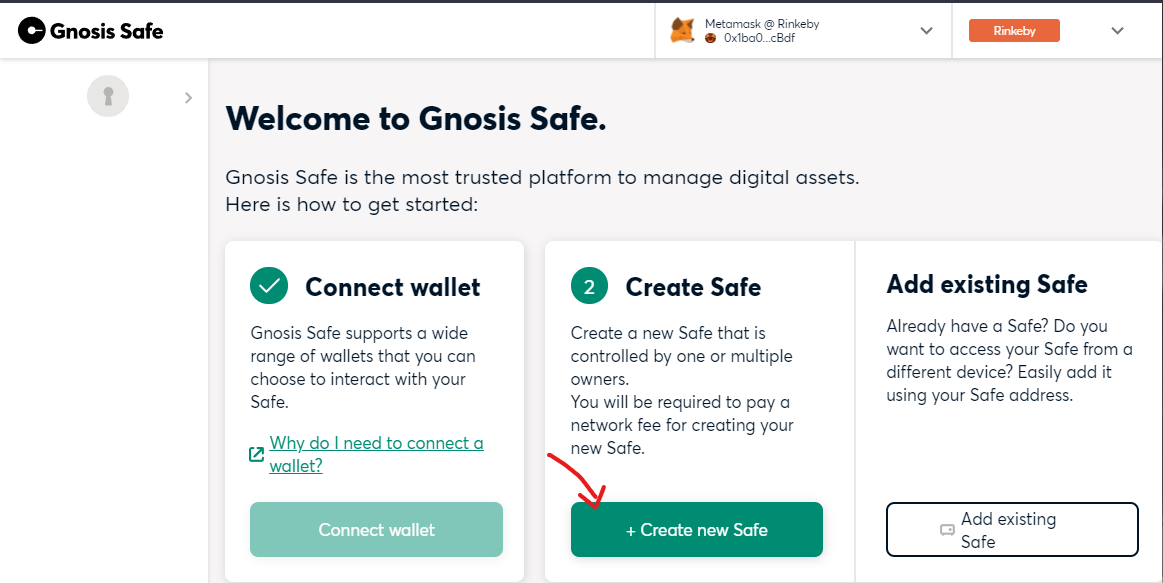 Gnosis Safe
Metamask @ Rinkeby
0x1ba0...cBdf
Rinkeby
Welcome to Gnosis Safe.
Gnosis Safe is the most trusted platform to manage digital assets.
Here is how to get started:
Connect wallet
Gnosis Safe supports a wide
range of wallets that you can
choose to interact with your
Safe.
Why do I need to connect a
wallet?
Connect wallet
2 Create Safe
Create a new Safe that is
controlled by one or multiple
owners.
You will be required to pay a
network fee for creating your
new Safe.
+ Create new Safe
Add existing Safe
Already have a Safe? Do you
want to access your Safe from a
different device? Easily add it
using your Safe address.
Add existing
Safe